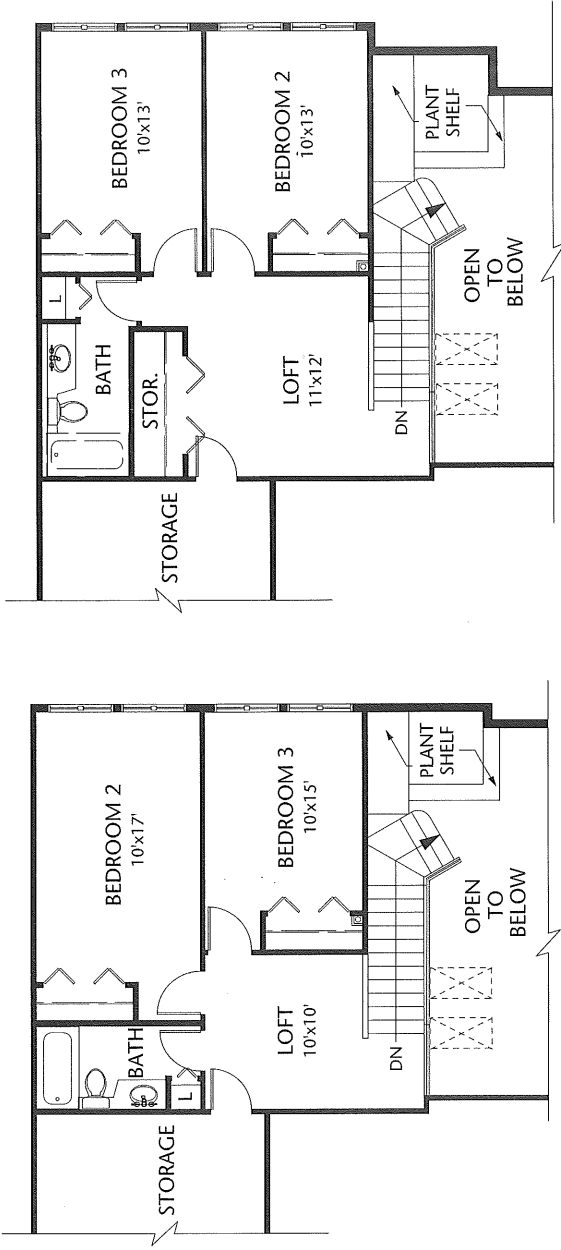 BEDROOM 3
10'x13'
BEDROOM 2
10'x13'
PLANT
SHELF
OPEN
TO
BELOW
L
BATH
STOR.
LOFT
11'x12'
DN
STORAGE
BEDROOM 2
10'x17'
BEDROOM 3
10'x15'
PLANT
SHELF
OPEN
TO
BELOW
BATH
L
LOFT
10'x10'
DN
STORAGE